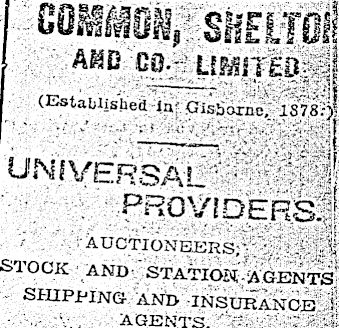 COMMON, SHELTON
AND CO. LIMITED
(Established in Gisborne, 1878.)
UNIVERSAL
PROVIDERS.
AUCTIONEERS,
STOCK AND STATION AGENTS
SHIPPING AND INSURANCE
AGENTS.